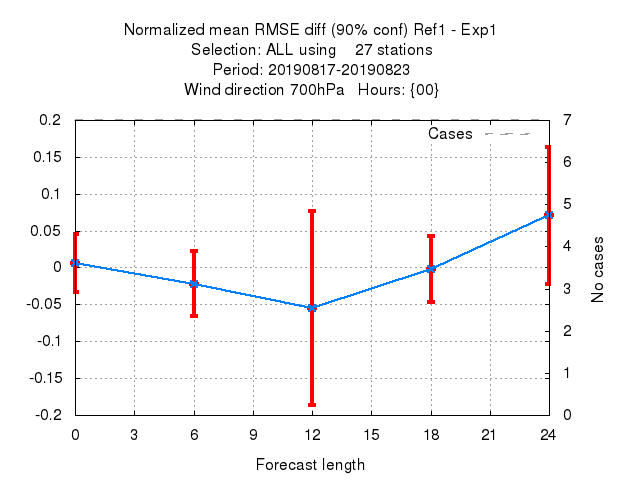 Normalized mean RMSE diff (90% conf) Ref1 - Exp1
Selection: ALL using    27 stations
Period: 20190817-20190823
Wind direction 700hPa   Hours: {00}
Cases
0.2
0.15
0.1
0.05
0
-0.05
-0.1
-0.15
-0.2
7
6
5
4
3
2
1
0
No cases
0 3 6 9 12 15 18 21 24
Forecast length